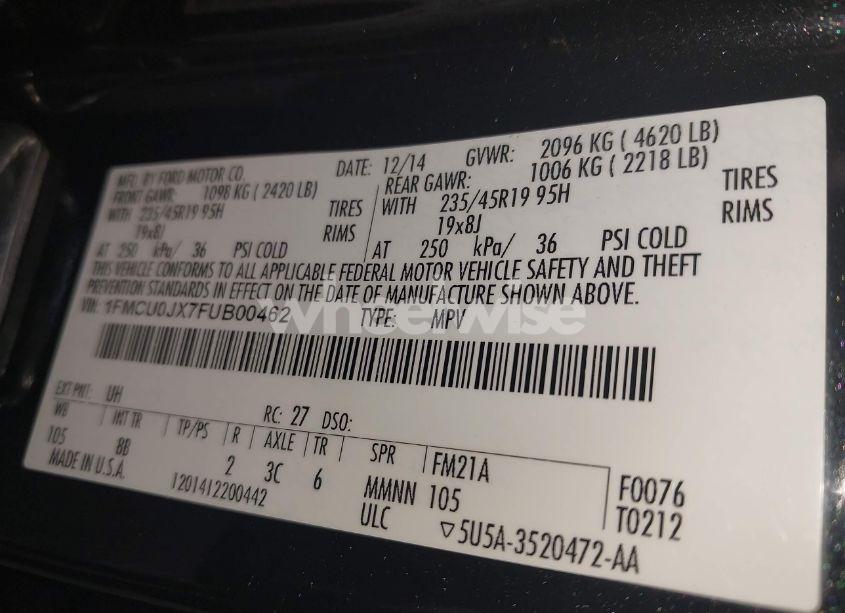 MFD. BY FORD MOTOR CO. DATE: 12/14 GVWR: 2096 KG ( 4620 LB)
FRONT GAWR: 1098 KG ( 2420 LB) REAR GAWR: 1006 KG ( 2218 LB)
WITH 235/45R19 95H TIRES WITH 235/45R19 95H TIRES
19x8J RIMS 19x8J RIMS
AT 250 kPa/ 36 PSI COLD AT 250 kPa/ 36 PSI COLD
THIS VEHICLE CONFORMS TO ALL APPLICABLE FEDERAL MOTOR VEHICLE SAFETY AND THEFT
PREVENTION STANDARDS IN EFFECT ON THE DATE OF MANUFACTURE SHOWN ABOVE.
VIN: 1FMCU0JX7FUB00462 TYPE: MPV
wheelwise
EXT PNT: UH RC: 27 DSO:
WB INT TR TP/PS R AXLE TR SPR FM21A F0076
105 8B 2 3C 6 MMNN 105 T0212
MADE IN U.S.A. 1201412200442 ULC ▽5U5A-3520472-AA